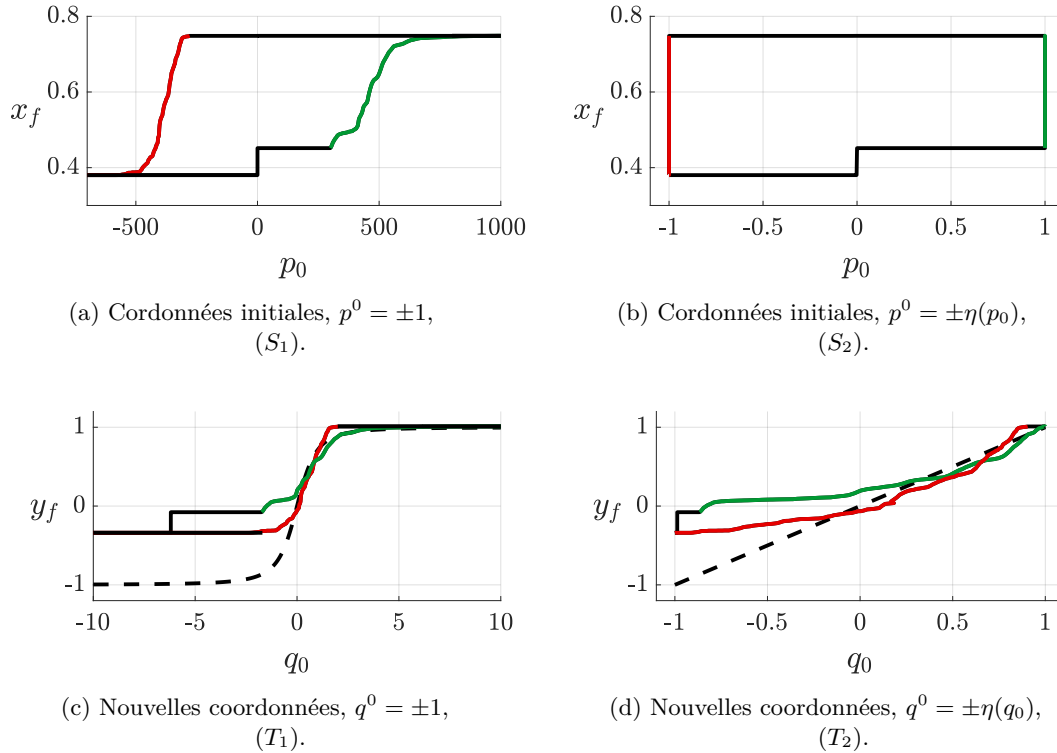 0.8
0.6
0.4
x_f
-500
0
500
1000
p_0
(a) Cordonnées initiales, p^0 = ±1,
(S_1).
0.8
0.6
0.4
x_f
-1
-0.5
0
0.5
1
p_0
(b) Cordonnées initiales, p^0 = ±η(p_0),
(S_2).
1
0
-1
y_f
-10
-5
0
5
10
q_0
(c) Nouvelles coordonnées, q^0 = ±1,
(T_1).
1
0
-1
y_f
-1
-0.5
0
0.5
1
q_0
(d) Nouvelles coordonnées, q^0 = ±η(q_0),
(T_2).